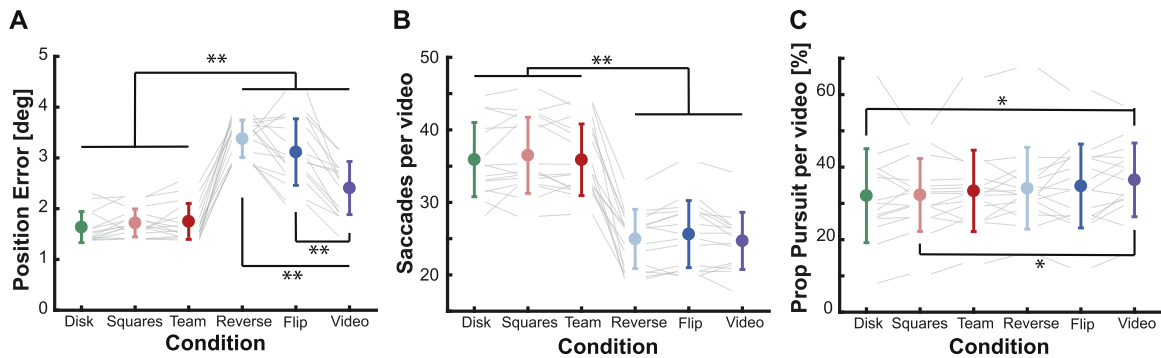 A
Position Error [deg]
5
4
3
2
1
0
**
**
**
Disk Squares Team Reverse Flip Video
Condition
B
Saccades per video
50
40
30
20
**
Disk Squares Team Reverse Flip Video
Condition
C
Prop Pursuit per video [%]
60
40
20
0
*
*
Disk Squares Team Reverse Flip Video
Condition